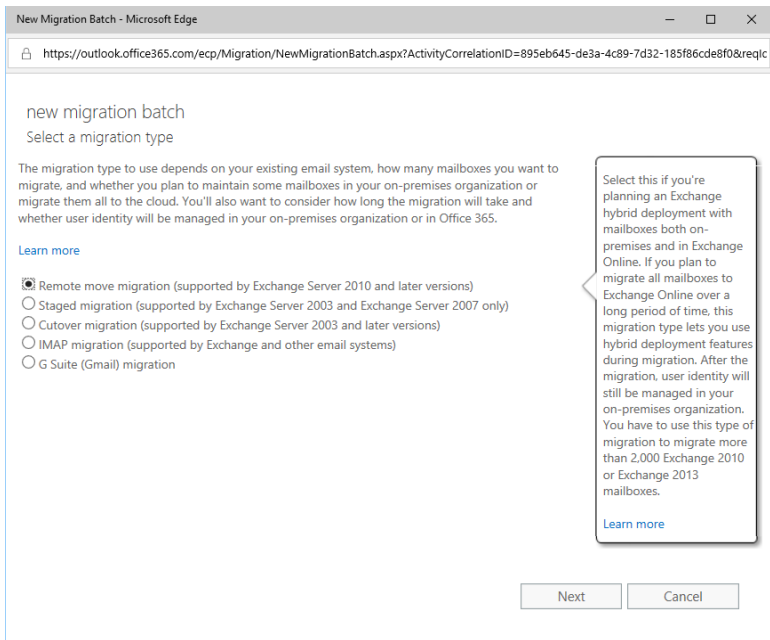 New Migration Batch - Microsoft Edge
https://outlook.office365.com/ecp/Migration/NewMigrationBatch.aspx?ActivityCorrelationID=895eb645-de3a-4c89-7d32-185f86cde8f0&reqIc
new migration batch
Select a migration type
The migration type to use depends on your existing email system, how many mailboxes you want to
migrate, and whether you plan to maintain some mailboxes in your on-premises organization or
migrate them all to the cloud. You'll also want to consider how long the migration will take and
whether user identity will be managed in your on-premises organization or in Office 365.
Learn more
Remote move migration (supported by Exchange Server 2010 and later versions)
Staged migration (supported by Exchange Server 2003 and Exchange Server 2007 only)
Cutover migration (supported by Exchange Server 2003 and later versions)
IMAP migration (supported by Exchange and other email systems)
G Suite (Gmail) migration
Select this if you're
planning an Exchange
hybrid deployment with
mailboxes both on-
premises and in Exchange
Online. If you plan to
migrate all mailboxes to
Exchange Online over a
long period of time, this
migration type lets you use
hybrid deployment features
during migration. After the
migration, user identity will
still be managed in your
on-premises organization.
You have to use this type of
migration to migrate more
than 2,000 Exchange 2010
or Exchange 2013
mailboxes.
Learn more
Next
Cancel